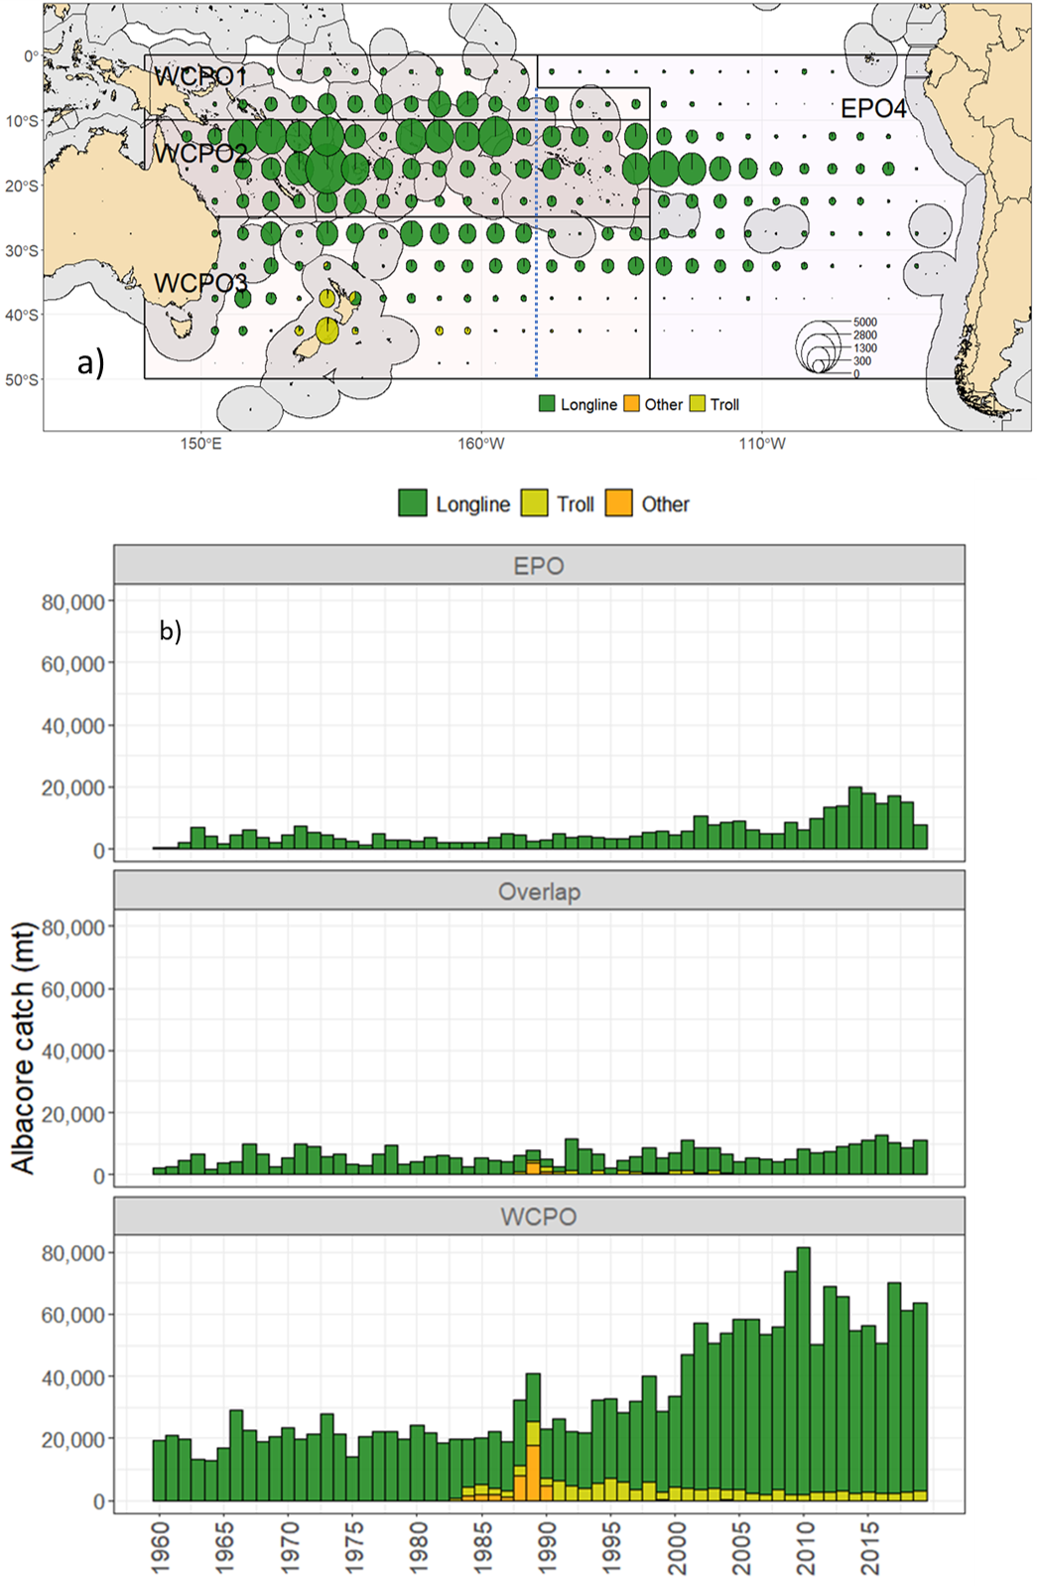 0°
10°S
20°S
30°S
40°S
50°S
WCPO1
WCPO2
WCPO3
EPO4
a)
5000
2800
1300
300
0
Longline Other Troll
150°E 160°W 110°W
Longline Troll Other
EPO
b)
80,000
60,000
40,000
20,000
0
Overlap
80,000
60,000
40,000
20,000
0
Albacore catch (mt)
WCPO
80,000
60,000
40,000
20,000
0
1960 1965 1970 1975 1980 1985 1990 1995 2000 2005 2010 2015